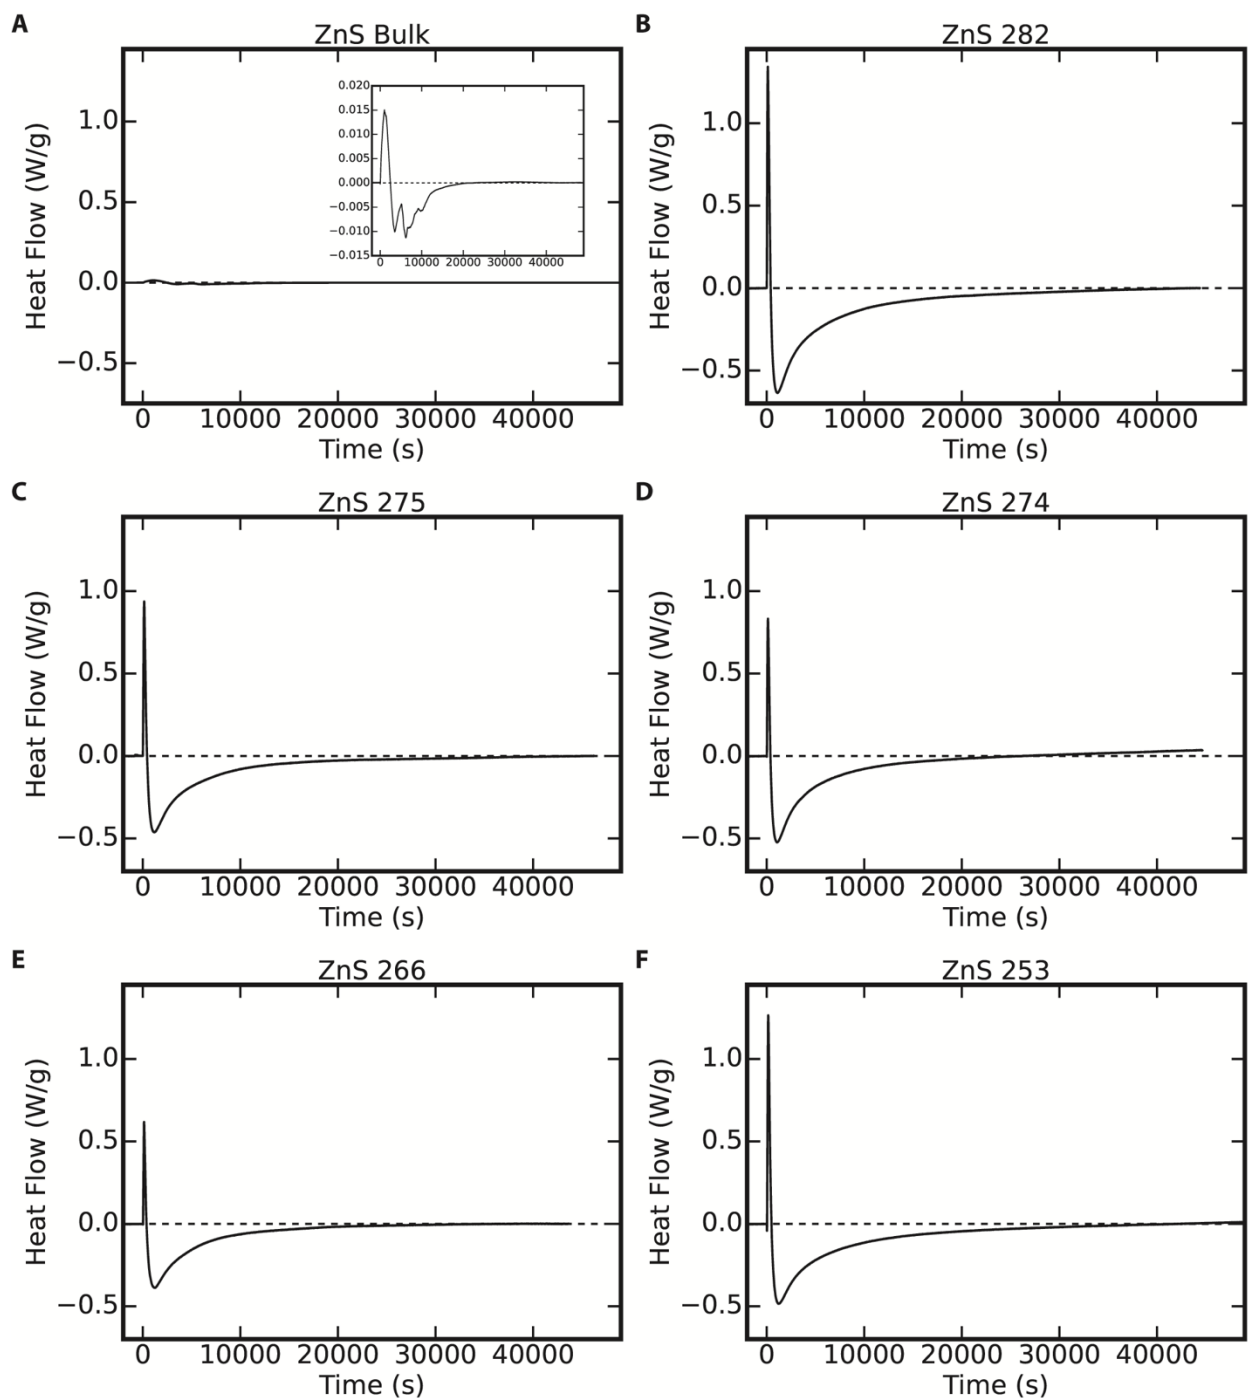 A
ZnS Bulk
Heat Flow (W/g)
1.0
0.5
0.0
−0.5
0.020
0.015
0.010
0.005
0.000
−0.005
−0.010
−0.015
0 10000 20000 30000 40000
0 10000 20000 30000 40000
Time (s)
B
ZnS 282
Heat Flow (W/g)
1.0
0.5
0.0
−0.5
0 10000 20000 30000 40000
Time (s)
C
ZnS 275
Heat Flow (W/g)
1.0
0.5
0.0
−0.5
0 10000 20000 30000 40000
Time (s)
D
ZnS 274
Heat Flow (W/g)
1.0
0.5
0.0
−0.5
0 10000 20000 30000 40000
Time (s)
E
ZnS 266
Heat Flow (W/g)
1.0
0.5
0.0
−0.5
0 10000 20000 30000 40000
Time (s)
F
ZnS 253
Heat Flow (W/g)
1.0
0.5
0.0
−0.5
0 10000 20000 30000 40000
Time (s)